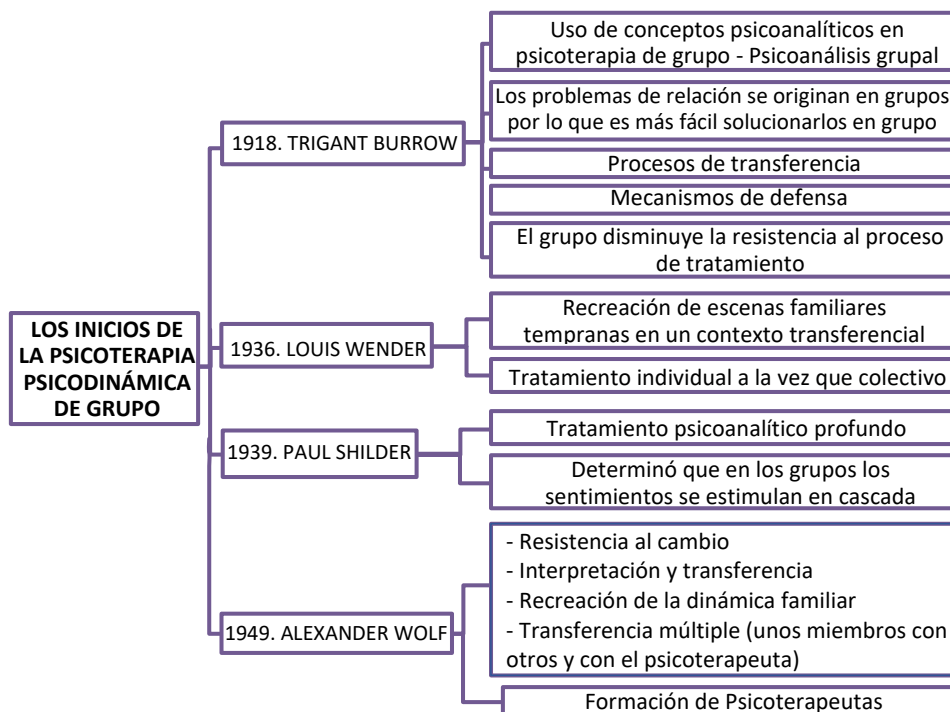 LOS INICIOS DE
LA PSICOTERAPIA
PSICODINÁMICA
DE GRUPO
1918. TRIGANT BURROW
Uso de conceptos psicoanalíticos en
psicoterapia de grupo - Psicoanálisis grupal
Los problemas de relación se originan en grupos
por lo que es más fácil solucionarlos en grupo
Procesos de transferencia
Mecanismos de defensa
El grupo disminuye la resistencia al proceso
de tratamiento
1936. LOUIS WENDER
Recreación de escenas familiares
tempranas en un contexto transferencial
Tratamiento individual a la vez que colectivo
1939. PAUL SHILDER
Tratamiento psicoanalítico profundo
Determinó que en los grupos los
sentimientos se estimulan en cascada
1949. ALEXANDER WOLF
- Resistencia al cambio
- Interpretación y transferencia
- Recreación de la dinámica familiar
- Transferencia múltiple (unos miembros con
otros y con el psicoterapeuta)
Formación de Psicoterapeutas